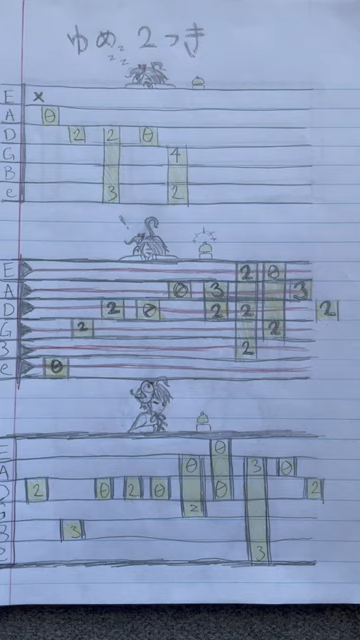 ゆめ 2っき
z z z
E x
A 0
D 2 2 0
G 4
B
e 3 2
!
E 2 0
A 0 3 3
D 2 0 2 2 2
G 2 2
B 2
e 0
E 0
A 0 3 0
D 2 0 2 0 0 2
G 2
B 3
e 3